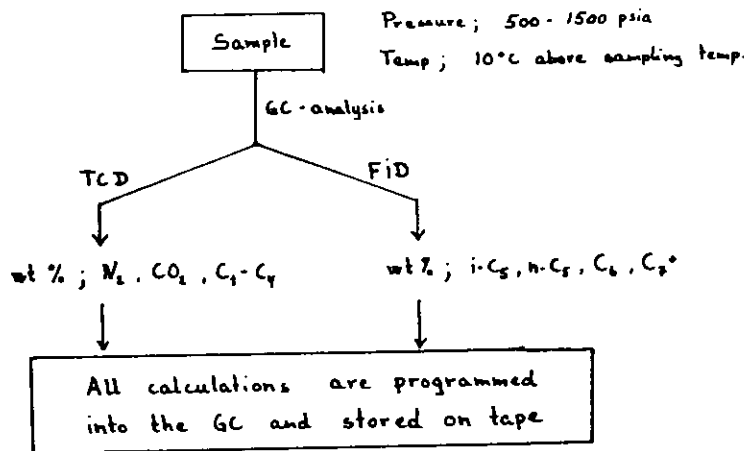 Sample
Pressure; 500 - 1500 psia
Temp; 10°C above sampling temp.
GC-analysis
TCD
FiD
wt %; N₂, CO₂, C₁-C₄
wt %; i-C₅, n-C₅, C₆, C₇⁺
All calculations are programmed
into the GC and stored on tape